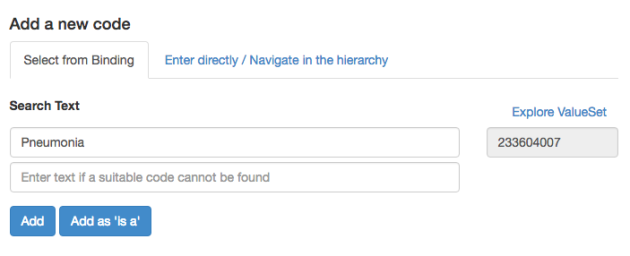 Add a new code
Select from Binding
Enter directly / Navigate in the hierarchy
Search Text
Explore ValueSet
Pneumonia
233604007
Enter text if a suitable code cannot be found
Add
Add as 'is a'